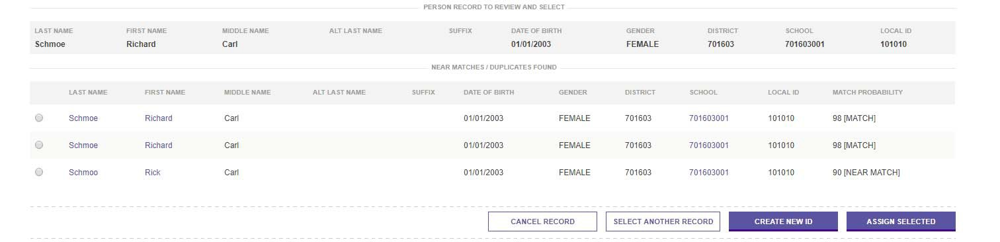 PERSON RECORD TO REVIEW AND SELECT
LAST NAME FIRST NAME MIDDLE NAME ALT LAST NAME SUFFIX DATE OF BIRTH GENDER DISTRICT SCHOOL LOCAL ID
Schmoe Richard Carl 01/01/2003 FEMALE 701603 701603001 101010
NEAR MATCHES / DUPLICATES FOUND
LAST NAME FIRST NAME MIDDLE NAME ALT LAST NAME SUFFIX DATE OF BIRTH GENDER DISTRICT SCHOOL LOCAL ID MATCH PROBABILITY
Schmoe Richard Carl 01/01/2003 FEMALE 701603 701603001 101010 98 [MATCH]
Schmoe Richard Carl 01/01/2003 FEMALE 701603 701603001 101010 98 [MATCH]
Schmoo Rick Carl 01/01/2003 FEMALE 701603 701603001 101010 90 [NEAR MATCH]
CANCEL RECORD SELECT ANOTHER RECORD CREATE NEW ID ASSIGN SELECTED